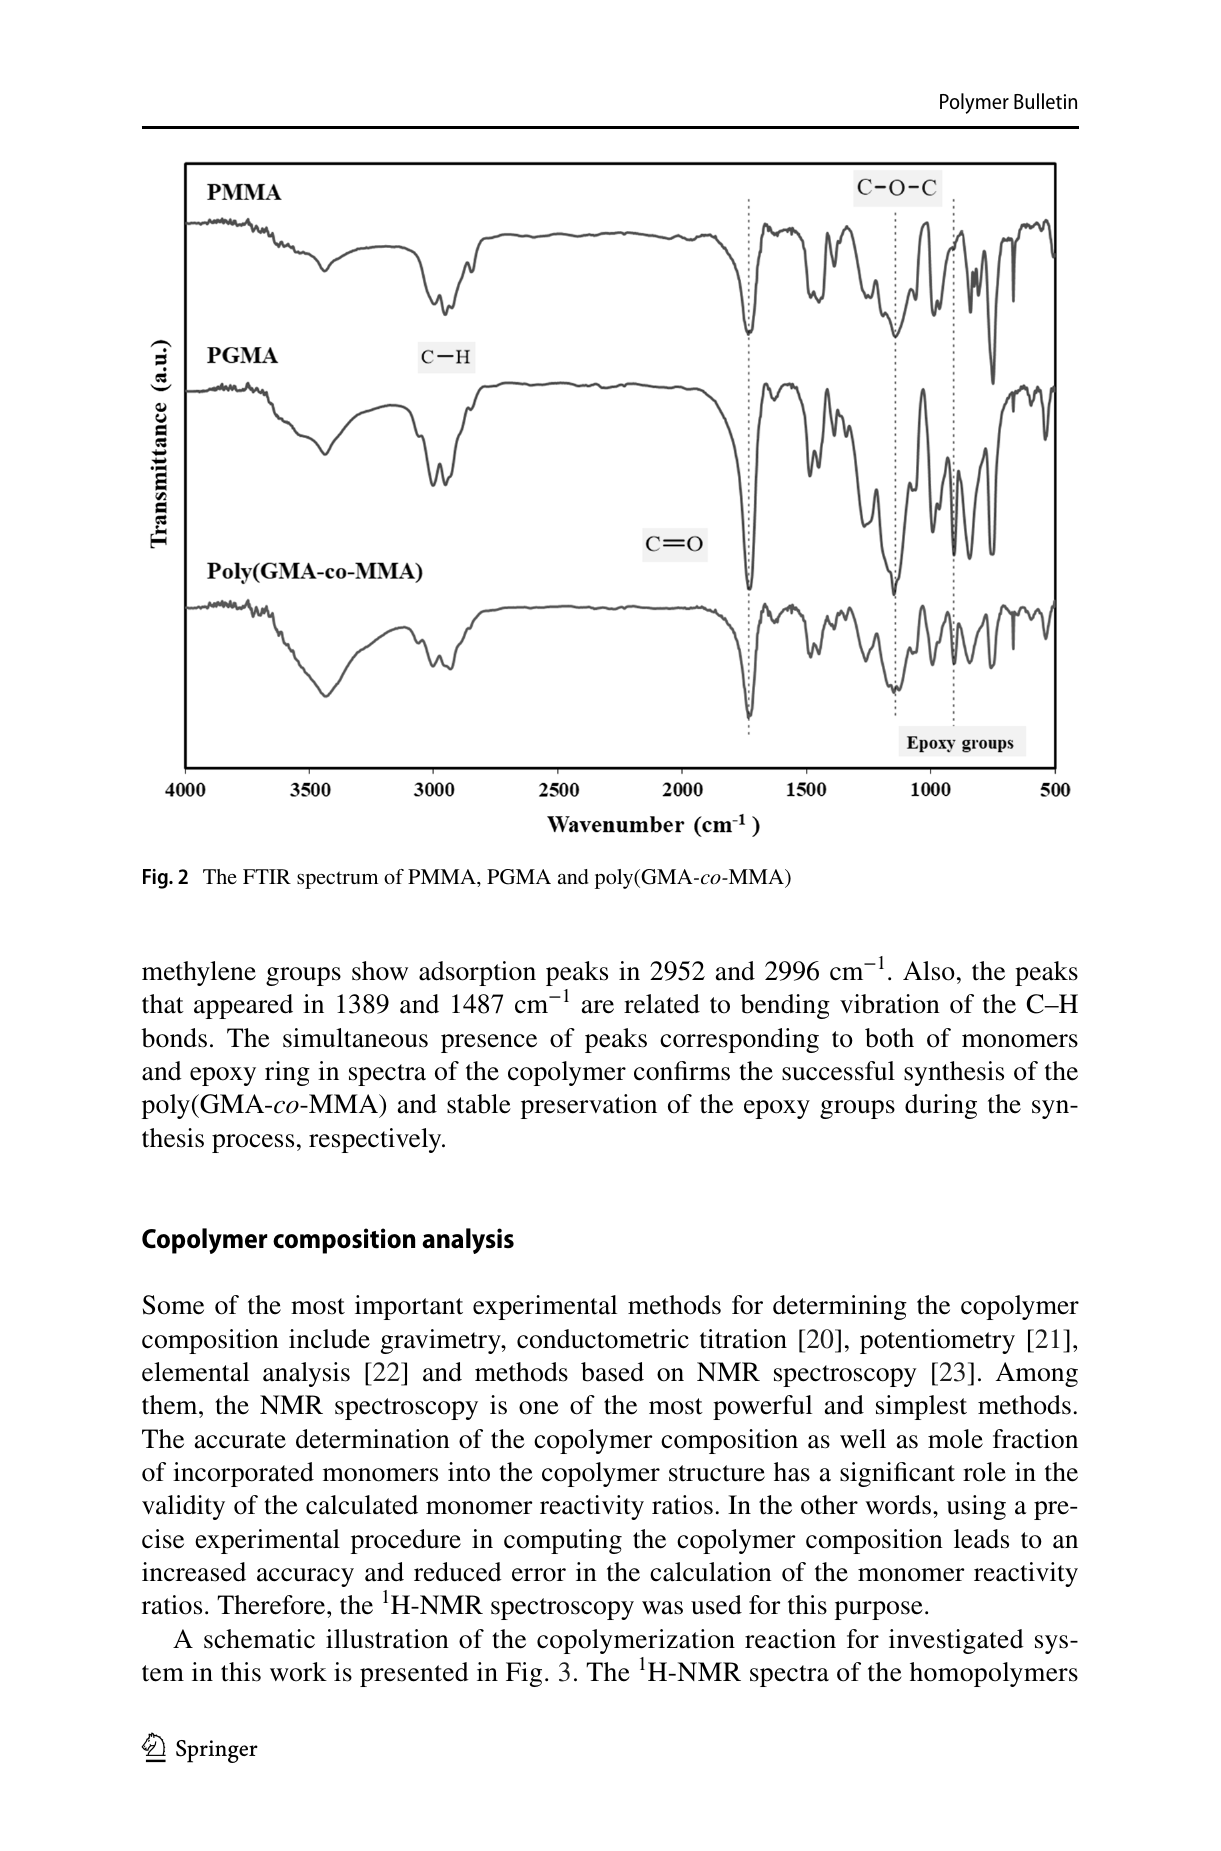 Polymer Bulletin
PMMA
C−O−C
PGMA
C−H
Transmittance (a.u.)
C=O
Poly(GMA-co-MMA)
Epoxy groups
4000 3500 3000 2500 2000 1500 1000 500
Wavenumber (cm⁻¹ )
Fig. 2 The FTIR spectrum of PMMA, PGMA and poly(GMA-co-MMA)
methylene groups show adsorption peaks in 2952 and 2996 cm⁻¹. Also, the peaks
that appeared in 1389 and 1487 cm⁻¹ are related to bending vibration of the C–H
bonds. The simultaneous presence of peaks corresponding to both of monomers
and epoxy ring in spectra of the copolymer confirms the successful synthesis of the
poly(GMA-co-MMA) and stable preservation of the epoxy groups during the syn-
thesis process, respectively.
Copolymer composition analysis
Some of the most important experimental methods for determining the copolymer
composition include gravimetry, conductometric titration [20], potentiometry [21],
elemental analysis [22] and methods based on NMR spectroscopy [23]. Among
them, the NMR spectroscopy is one of the most powerful and simplest methods.
The accurate determination of the copolymer composition as well as mole fraction
of incorporated monomers into the copolymer structure has a significant role in the
validity of the calculated monomer reactivity ratios. In the other words, using a pre-
cise experimental procedure in computing the copolymer composition leads to an
increased accuracy and reduced error in the calculation of the monomer reactivity
ratios. Therefore, the ¹H-NMR spectroscopy was used for this purpose.
A schematic illustration of the copolymerization reaction for investigated sys-
tem in this work is presented in Fig. 3. The ¹H-NMR spectra of the homopolymers
Springer